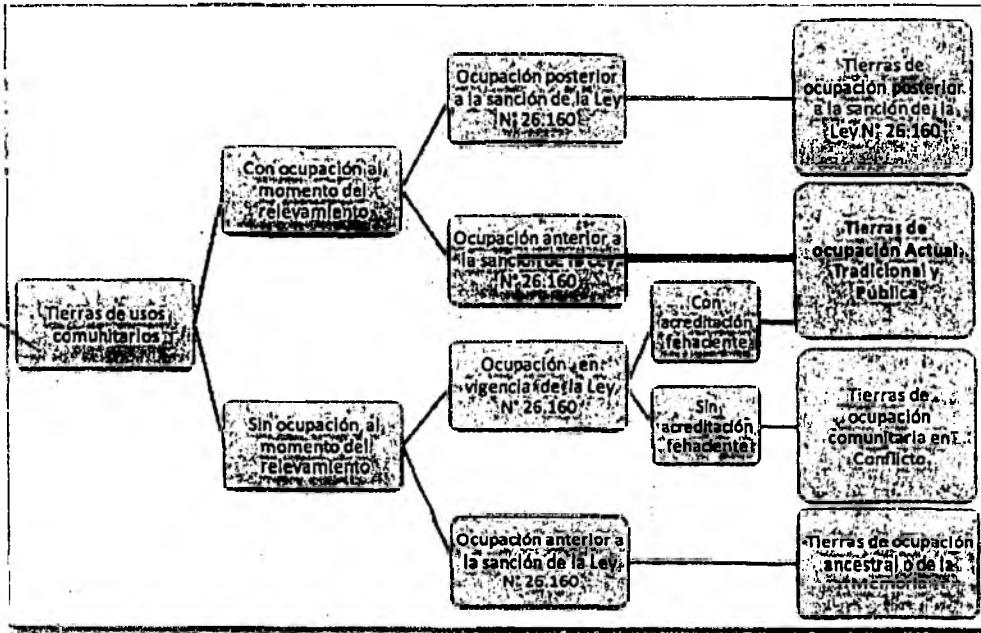 Tierras de usos
comunitarios
Con ocupación al
momento del
relevamiento
Sin ocupación al
momento del
relevamiento
Ocupación posterior
a la sanción de la Ley
N° 26.160
Ocupación anterior a
la sanción de la Ley
N° 26.160
Ocupación en
vigencia de la Ley
N° 26.160
Ocupación anterior a
la sanción de la Ley
N° 26.160
Con
acreditación
fehaciente
Sin
acreditación
fehaciente
Tierras de
ocupación posterior
a la sanción de la
Ley N° 26.160
Tierras de
ocupación Actual
Tradicional y
Pública
Tierras de
ocupación
comunitaria en
Conflicto
Tierras de ocupación
ancestral o de la
Memoria